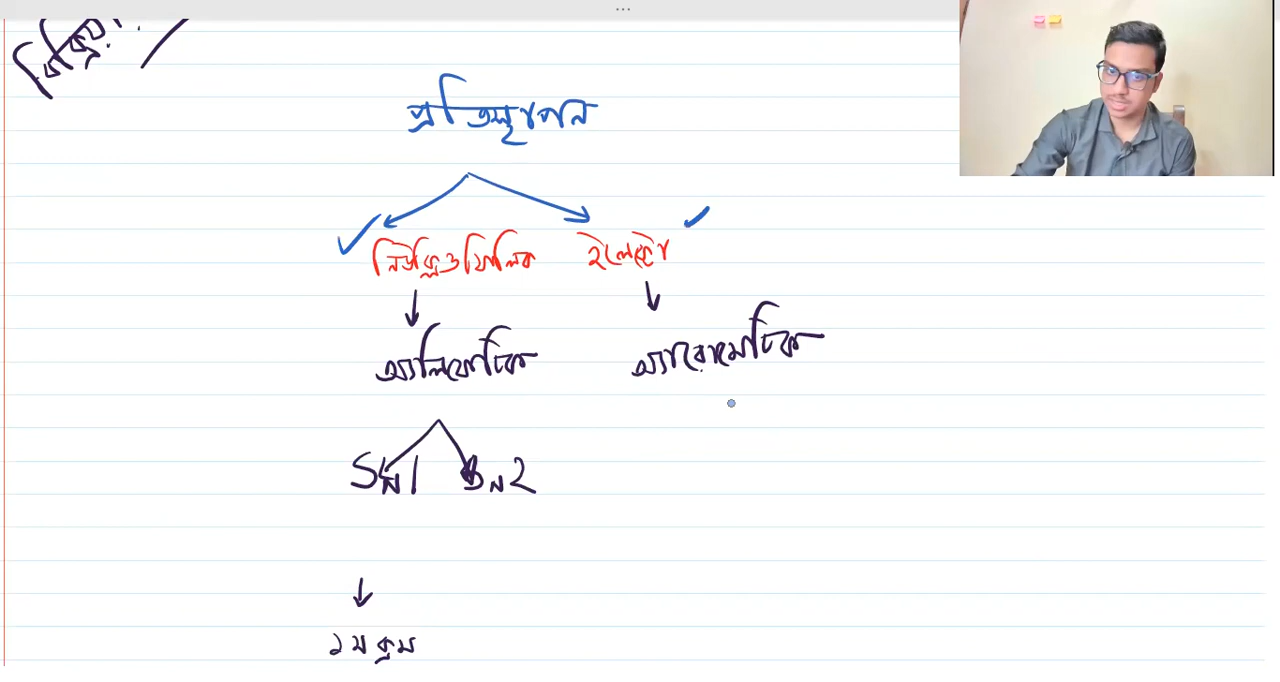 বিক্রিয়া
প্রতিস্থাপন
নিউক্লিওফিলিক ইলেক্ট্রো
অ্যালিফেটিক অ্যারোমেটিক
SN1 SN2
১ম ক্রম